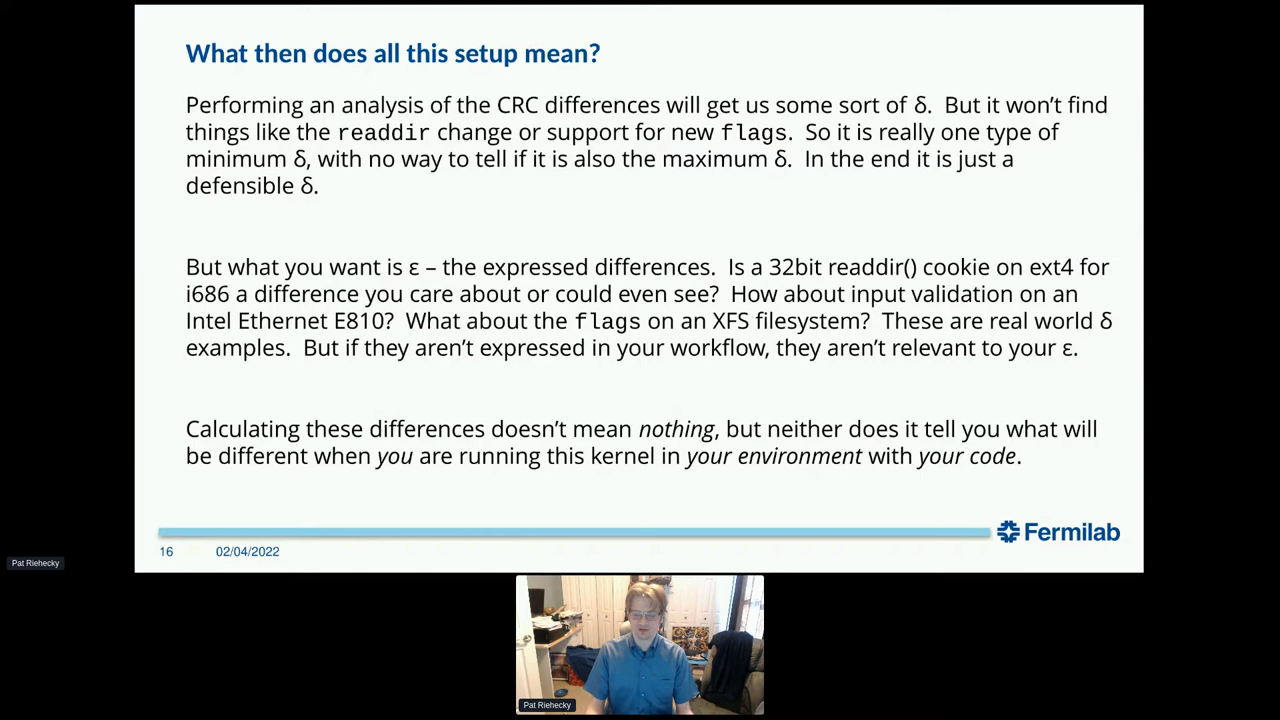 What then does all this setup mean?
Performing an analysis of the CRC differences will get us some sort of δ. But it won’t find
things like the readdir change or support for new flags. So it is really one type of
minimum δ, with no way to tell if it is also the maximum δ. In the end it is just a
defensible δ.
But what you want is ε – the expressed differences. Is a 32bit readdir() cookie on ext4 for
i686 a difference you care about or could even see? How about input validation on an
Intel Ethernet E810? What about the flags on an XFS filesystem? These are real world δ
examples. But if they aren’t expressed in your workflow, they aren’t relevant to your ε.
Calculating these differences doesn’t mean nothing, but neither does it tell you what will
be different when you are running this kernel in your environment with your code.
Fermilab
16 02/04/2022
Pat Riehecky
Pat Riehecky